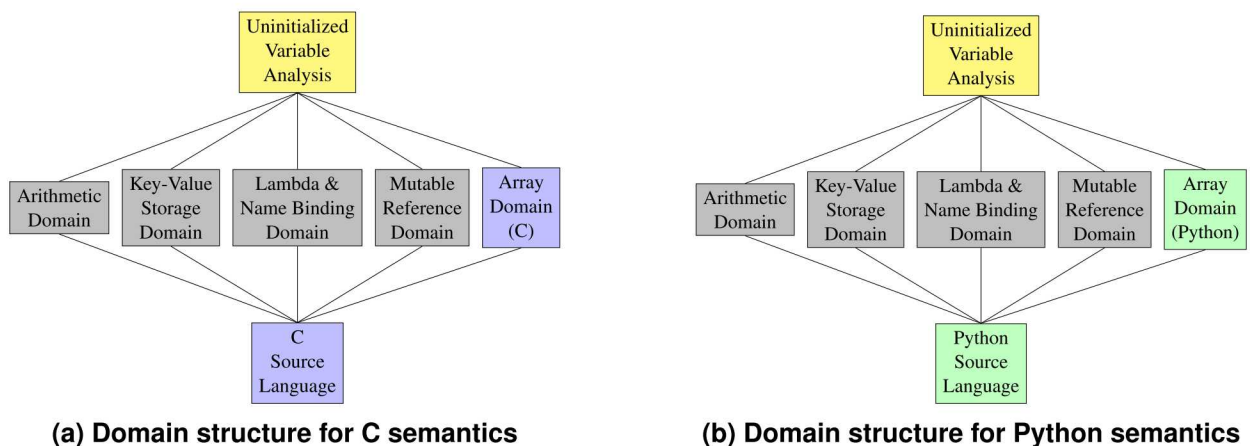 Uninitialized
Variable
Analysis
Arithmetic
Domain
Key-Value
Storage
Domain
Lambda &
Name Binding
Domain
Mutable
Reference
Domain
Array
Domain
(C)
C
Source
Language
(a) Domain structure for C semantics
Uninitialized
Variable
Analysis
Arithmetic
Domain
Key-Value
Storage
Domain
Lambda &
Name Binding
Domain
Mutable
Reference
Domain
Array
Domain
(Python)
Python
Source
Language
(b) Domain structure for Python semantics